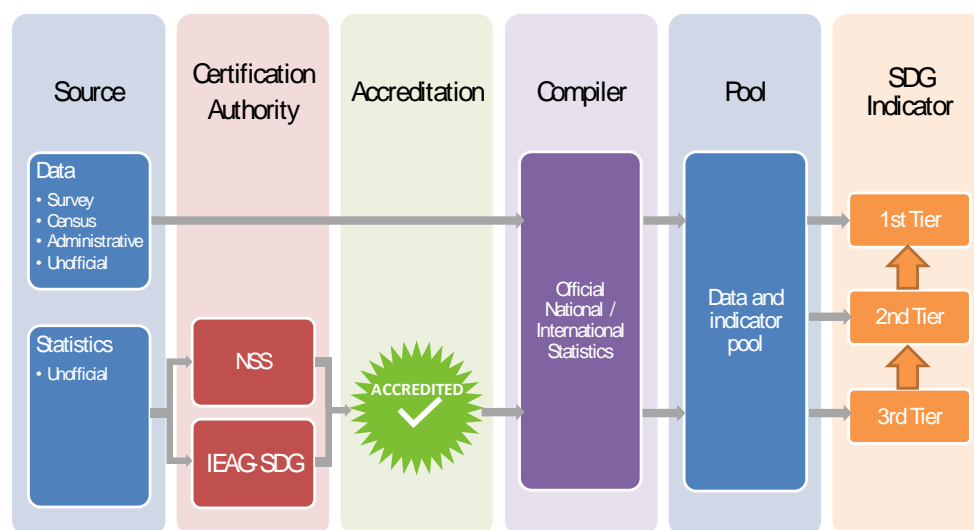 Source
Certification
Authority
Accreditation
Compiler
Pool
SDG
Indicator
Data
• Survey
• Census
• Administrative
• Unofficial
Statistics
• Unofficial
NSS
IEAG-SDG
ACCREDITED
Official
National /
International
Statistics
Data and
indicator
pool
1st Tier
2nd Tier
3rd Tier